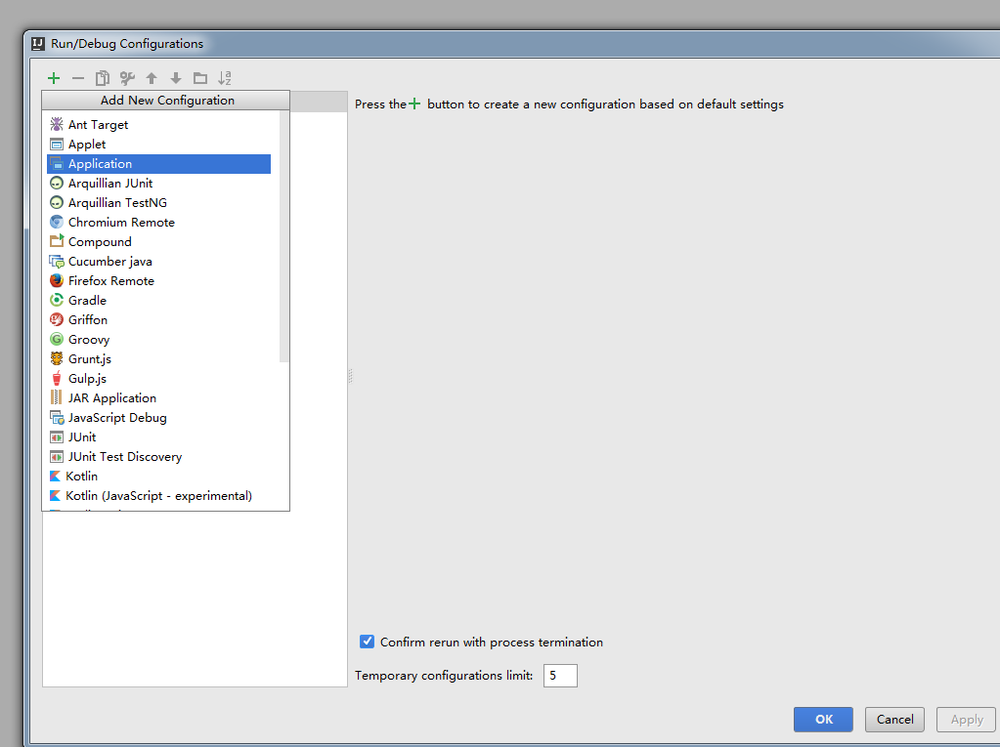 Run/Debug Configurations
Add New Configuration
Press the button to create a new configuration based on default settings
Ant Target
Applet
Application
Arquillian JUnit
Arquillian TestNG
Chromium Remote
Compound
Cucumber java
Firefox Remote
Gradle
Griffon
Groovy
Grunt.js
Gulp.js
JAR Application
JavaScript Debug
JUnit
JUnit Test Discovery
Kotlin
Kotlin (JavaScript - experimental)
Confirm rerun with process termination
Temporary configurations limit: 5
OK Cancel Apply